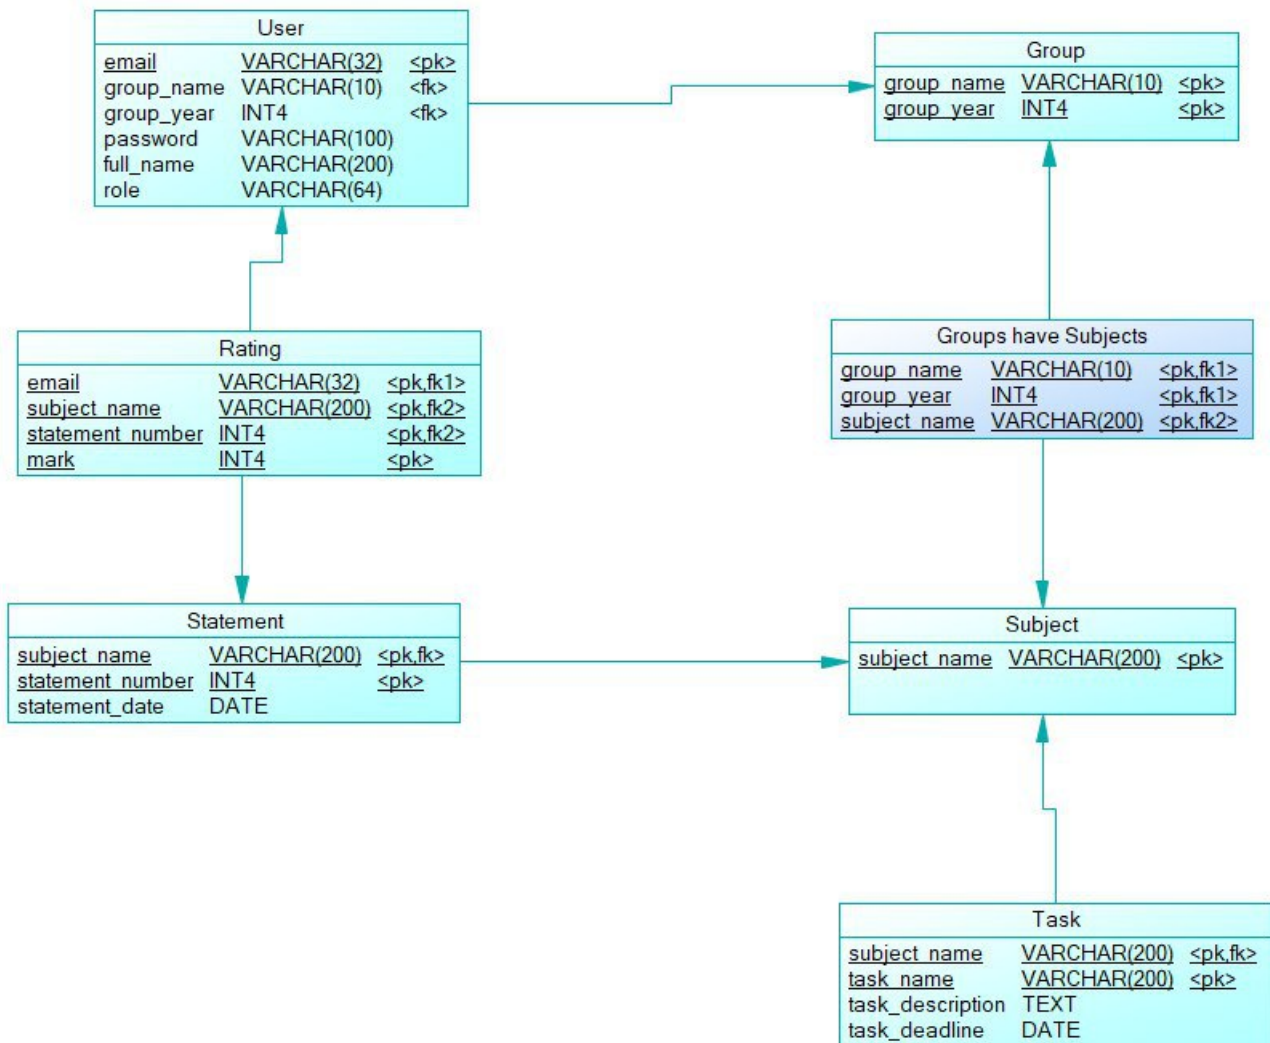 User
email VARCHAR(32) <pk>
group_name VARCHAR(10) <fk>
group_year INT4 <fk>
password VARCHAR(100)
full_name VARCHAR(200)
role VARCHAR(64)
Group
group_name VARCHAR(10) <pk>
group_year INT4 <pk>
Rating
email VARCHAR(32) <pk,fk1>
subject_name VARCHAR(200) <pk,fk2>
statement_number INT4 <pk,fk2>
mark INT4 <pk>
Groups have Subjects
group_name VARCHAR(10) <pk,fk1>
group_year INT4 <pk,fk1>
subject_name VARCHAR(200) <pk,fk2>
Statement
subject_name VARCHAR(200) <pk,fk>
statement_number INT4 <pk>
statement_date DATE
Subject
subject_name VARCHAR(200) <pk>
Task
subject_name VARCHAR(200) <pk,fk>
task_name VARCHAR(200) <pk>
task_description TEXT
task_deadline DATE